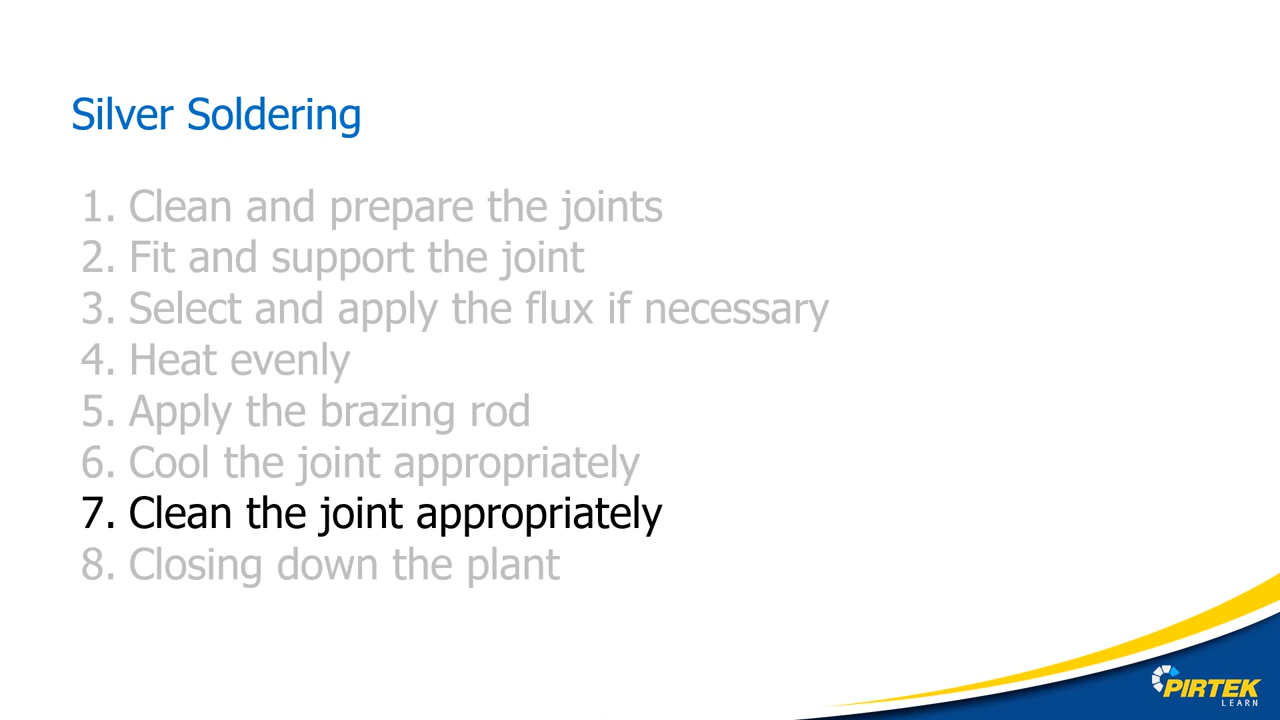 Silver Soldering
1. Clean and prepare the joints
2. Fit and support the joint
3. Select and apply the flux if necessary
4. Heat evenly
5. Apply the brazing rod
6. Cool the joint appropriately
7. Clean the joint appropriately
8. Closing down the plant
PIRTEK
LEARN